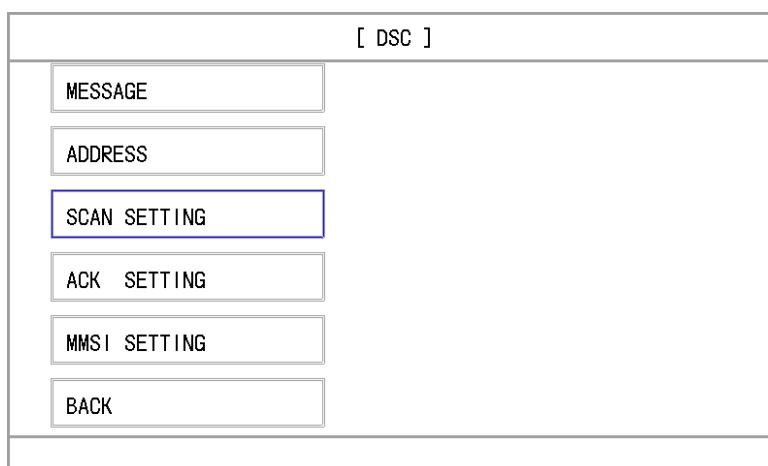 [ DSC ]
MESSAGE
ADDRESS
SCAN SETTING
ACK  SETTING
MMSI SETTING
BACK